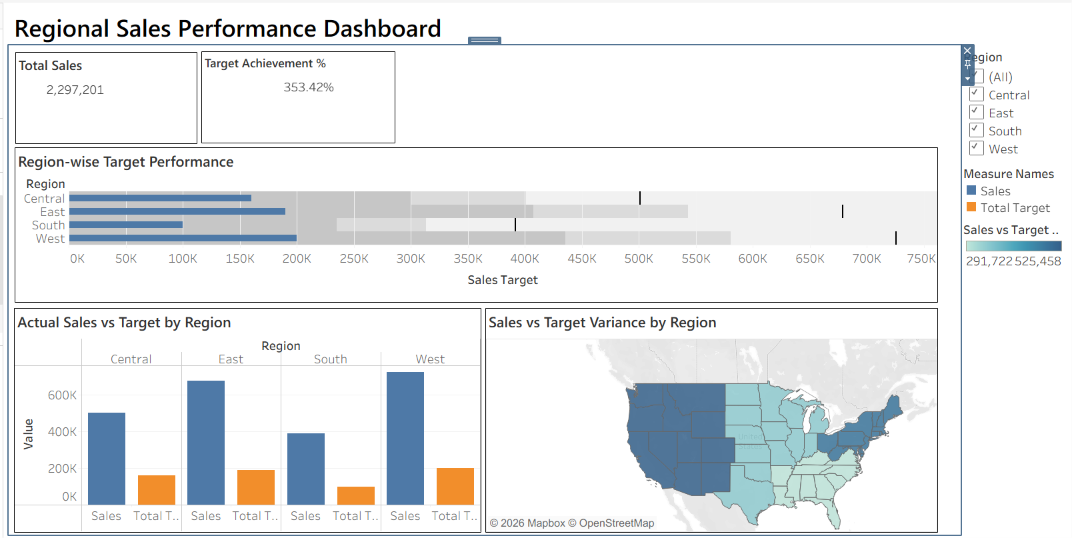 Regional Sales Performance Dashboard
Total Sales
2,297,201
Target Achievement %
353.42%
Region
(All)
Central
East
South
West
Measure Names
Sales
Total Target
Sales vs Target ..
291,722 525,458
Region-wise Target Performance
Region
Central
East
South
West
0K 50K 100K 150K 200K 250K 300K 350K 400K 450K 500K 550K 600K 650K 700K 750K
Sales Target
Actual Sales vs Target by Region
Region
Central East South West
Value
600K
400K
200K
0K
Sales Total T.. Sales Total T.. Sales Total T.. Sales Total T..
Sales vs Target Variance by Region
© 2026 Mapbox © OpenStreetMap